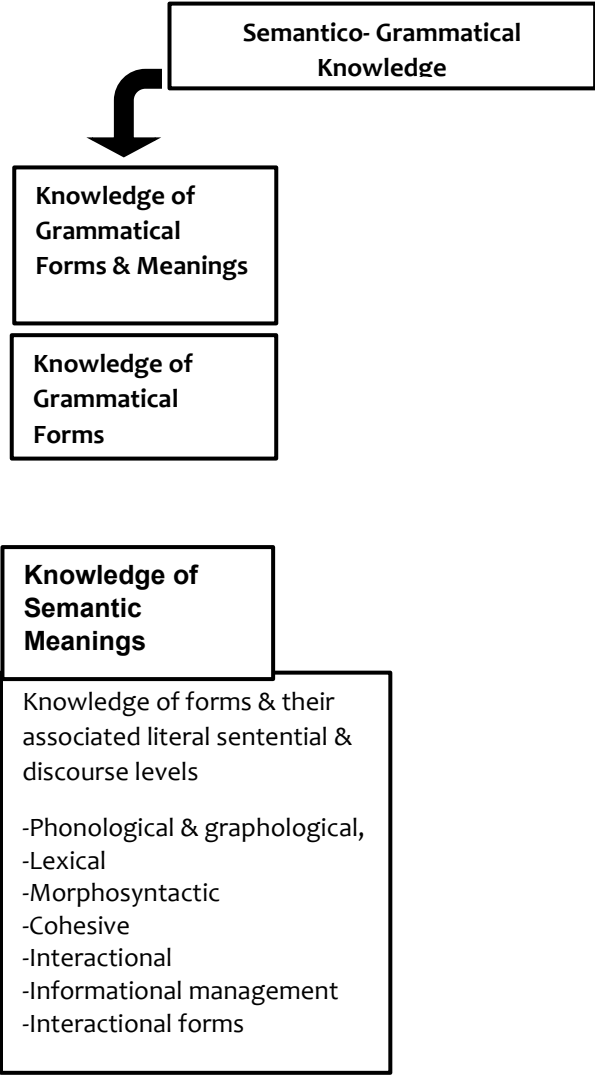 Semantico- Grammatical
Knowledge
Knowledge of
Grammatical
Forms & Meanings
Knowledge of
Grammatical
Forms
Knowledge of
Semantic
Meanings
Knowledge of forms & their
associated literal sentential &
discourse levels
-Phonological & graphological,
-Lexical
-Morphosyntactic
-Cohesive
-Interactional
-Informational management
-Interactional forms